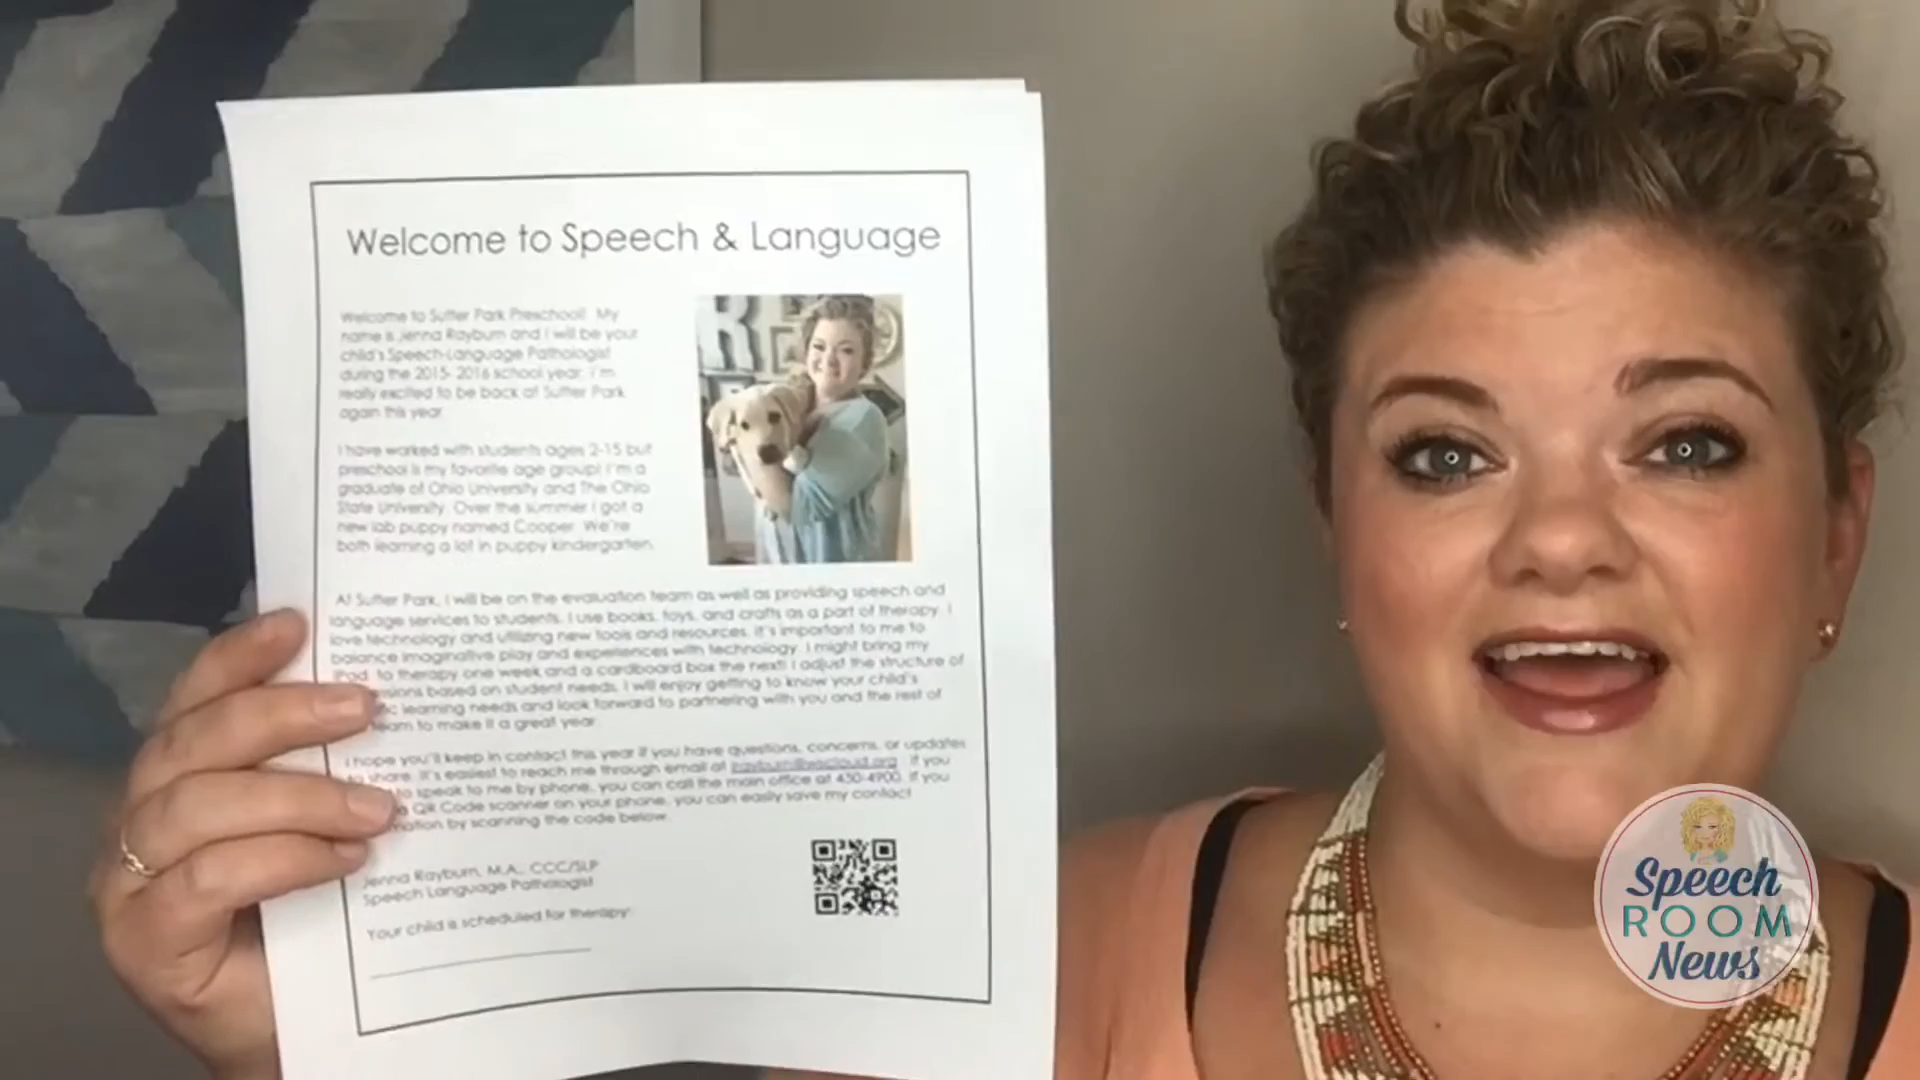 Welcome to Speech & Language
Welcome to Sutter Park Preschool! My
name is Jenna Rayburn and I will be your
child's Speech-Language Pathologist
during the 2015- 2016 school year. I'm
really excited to be back at Sutter Park
again this year.
I have worked with students ages 2-15 but
preschool is my favorite age group! I'm a
graduate of Ohio University and The Ohio
State University. Over the summer I got a
new lab puppy named Cooper. We're
both learning a lot in puppy kindergarten.
At Sutter Park, I will be on the evaluation team as well as providing speech and
language services to students. I use books, toys, and crafts as a part of therapy. I
love technology and utilizing new tools and resources. It's important to me to
balance imaginative play and experiences with technology. I might bring my
iPad to therapy one week and a cardboard box the next! I adjust the structure of
based on student needs. I will enjoy getting to know your child's
learning needs and look forward to partnering with you and the rest of
team to make it a great year.
I hope you'll keep in contact this year if you have questions, concerns, or updates
to share. It's easiest to reach me through email at If you
to speak to me by phone, you can call the main office at 450-4900. If you
QR Code scanner on your phone, you can easily save my contact
by scanning the code below.
Jenna Rayburn, M.A., CCC/SLP
Speech Language Pathologist
Your child is scheduled for therapy:
Speech
ROOM
News